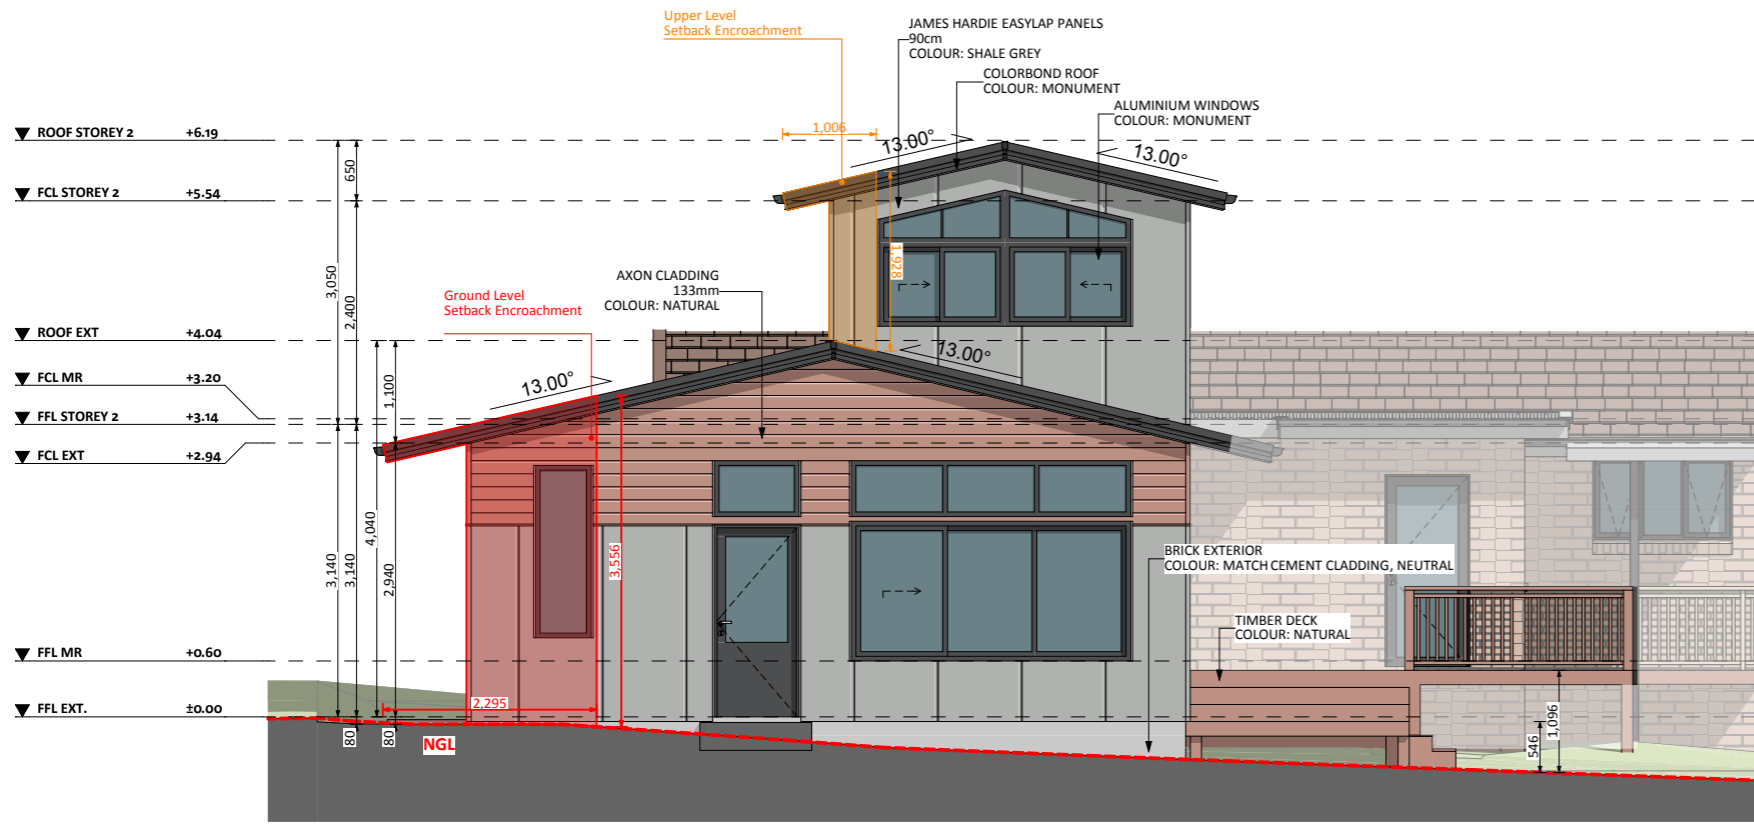 Upper Level
Setback Encroachment
JAMES HARDIE EASYLAP PANELS
90cm
COLOUR: SHALE GREY
COLORBOND ROOF
COLOUR: MONUMENT
ALUMINIUM WINDOWS
COLOUR: MONUMENT
ROOF STOREY 2 +6.19
1,006
13.00°
13.00°
650
FCL STOREY 2 +5.54
1,928
3,050
2,400
AXON CLADDING
133mm
COLOUR: NATURAL
Ground Level
Setback Encroachment
ROOF EXT +4.04
13.00°
13.00°
FCL MR +3.20
1,100
FFL STOREY 2 +3.14
FCL EXT +2.94
4,040
3,140
3,140
2,940
3,556
BRICK EXTERIOR
COLOUR: MATCH CEMENT CLADDING, NEUTRAL
TIMBER DECK
COLOUR: NATURAL
FFL MR +0.60
2,295
FFL EXT. ±0.00
80
80
NGL
546
1,096